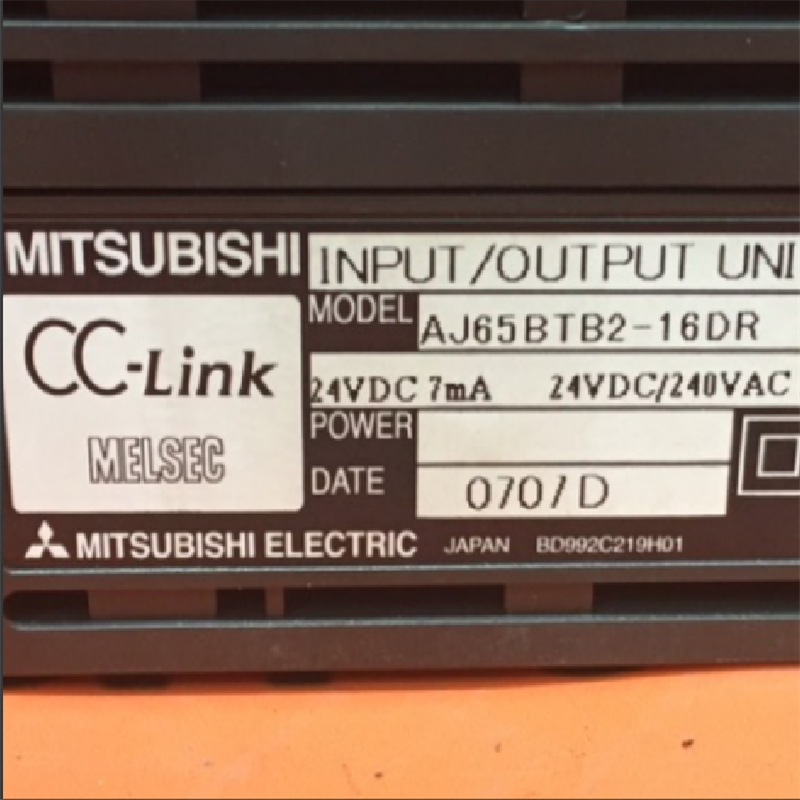 MITSUBISHI INPUT/OUTPUT UNI
MODEL AJ65BTB2-16DR
CC-Link
24VDC 7mA 24VDC/240VAC
POWER
MELSEC
DATE 0707D
MITSUBISHI ELECTRIC JAPAN BD992C219H01